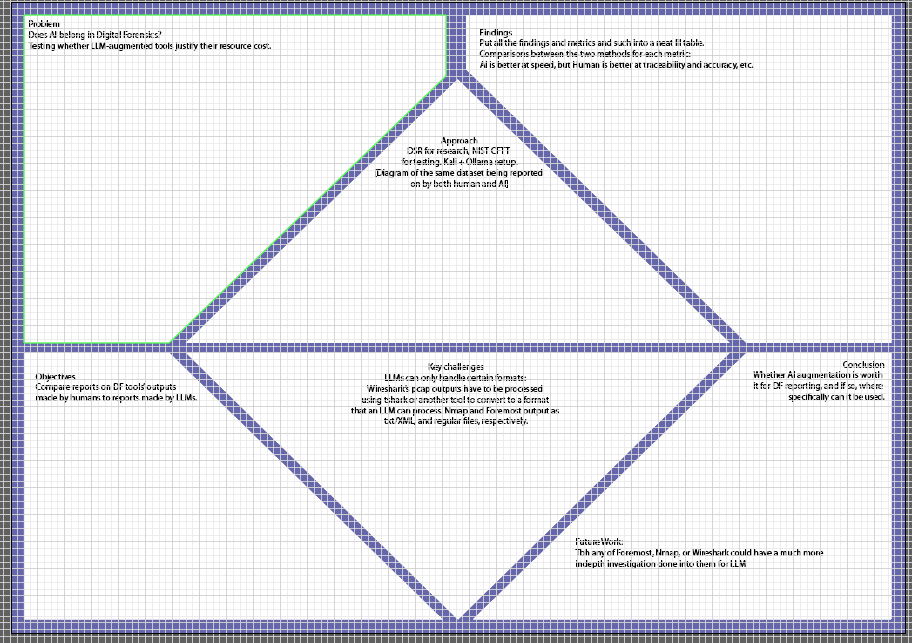 Problem
Does AI belong in Digital Forensics?
Testing whether LLM-augmented tools justify their resource cost.
Findings
Put all the findings and metrics and such into a neat lil table.
Comparisons between the two methods for each metric:
AI is better at speed, but Human is better at traceability and accuracy, etc.
Approach
DSR for research, NIST CFTT
for testing. Kali + Ollama setup.
[Diagram of the same dataset being reported
on by both human and AI]
Objectives
Compare reports on DF tools' outputs
made by humans to reports made by LLMs.
Key challenges
LLMs can only handle certain formats:
Wireshark's pcap outputs have to be processed
using tshark or another tool to convert to a format
that an LLM can process. Nmap and Foremost output as
txt/XML, and regular files, respectively.
Conclusion
Whether AI augmentation is worth
it for DF reporting, and if so, where
specifically can it be used.
Future Work:
Tbh any of Foremost, Nmap, or Wireshark could have a much more
indepth investigation done into them for LLM